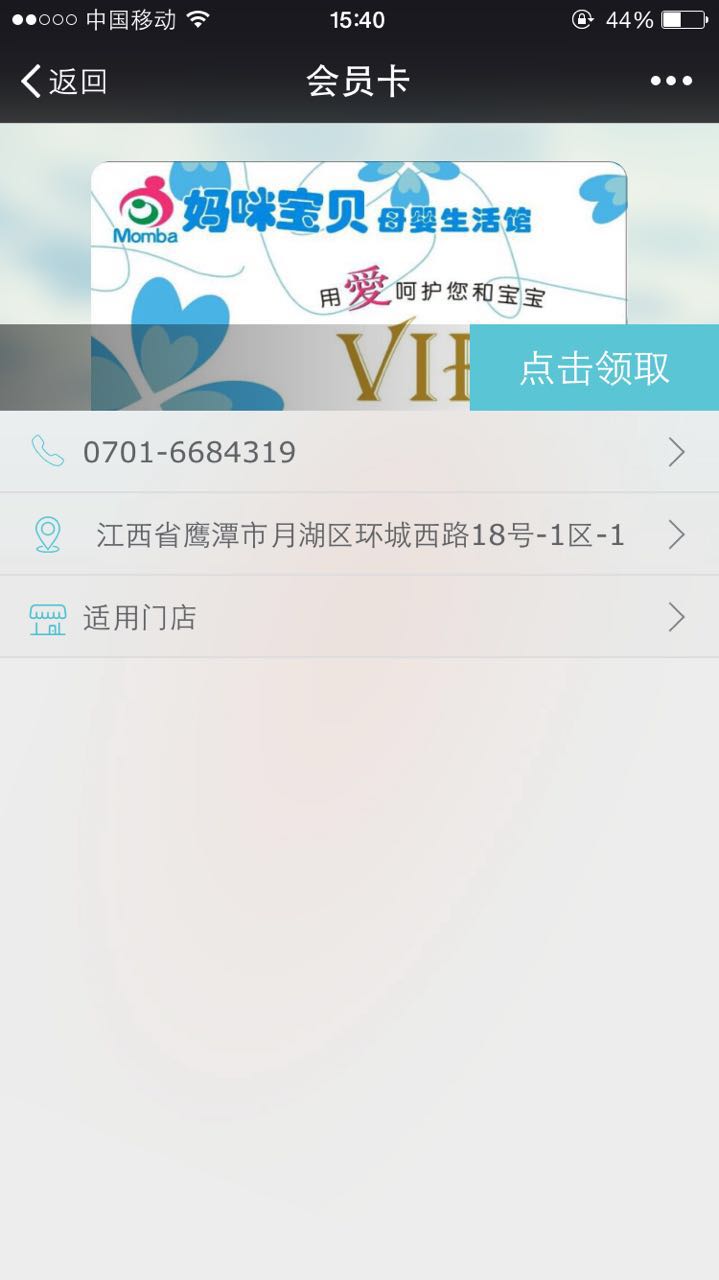 中国移动 15:40 44%
返回 会员卡
Momba 妈咪宝贝 母婴生活馆
用愛呵护您和宝宝
VIP
点击领取
0701-6684319
江西省鹰潭市月湖区环城西路18号-1区-1
适用门店